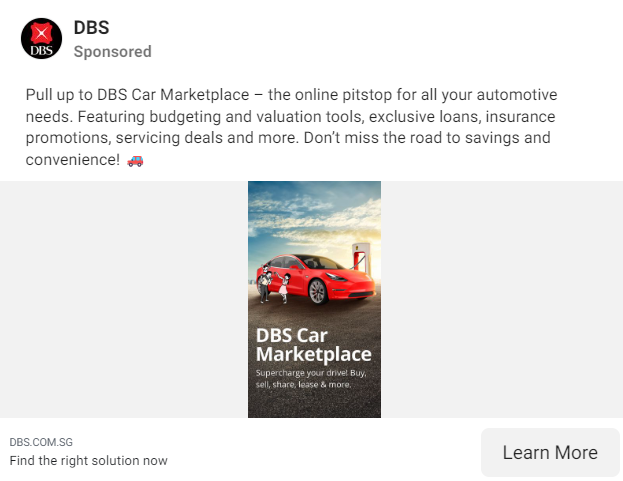 DBS
Sponsored
DBS
Pull up to DBS Car Marketplace – the online pitstop for all your automotive
needs. Featuring budgeting and valuation tools, exclusive loans, insurance
promotions, servicing deals and more. Don’t miss the road to savings and
convenience! 🚗
DBS Car
Marketplace
Supercharge your drive! Buy,
sell, share, lease & more.
DBS.COM.SG
Find the right solution now
Learn More